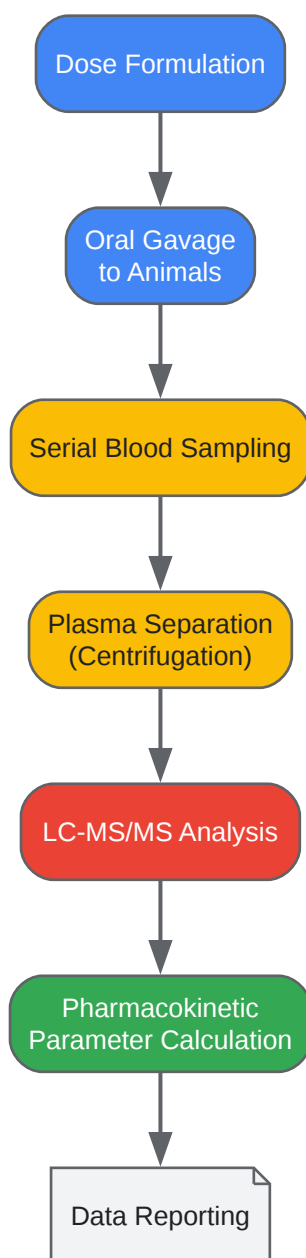 Dose Formulation
Oral Gavage
to Animals
Serial Blood Sampling
Plasma Separation
(Centrifugation)
LC-MS/MS Analysis
Pharmacokinetic
Parameter Calculation
Data Reporting